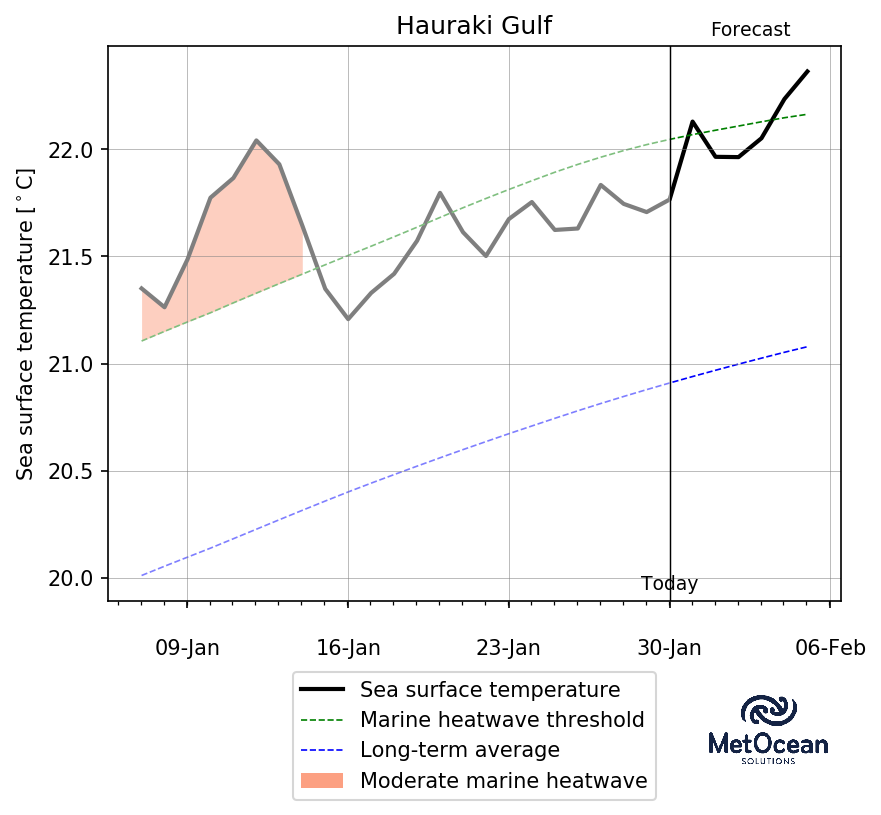 Hauraki Gulf
Forecast
Sea surface temperature [°C]
22.0
21.5
21.0
20.5
20.0
Today
09-Jan 16-Jan 23-Jan 30-Jan 06-Feb
Sea surface temperature
Marine heatwave threshold
Long-term average
Moderate marine heatwave
MetOcean
SOLUTIONS